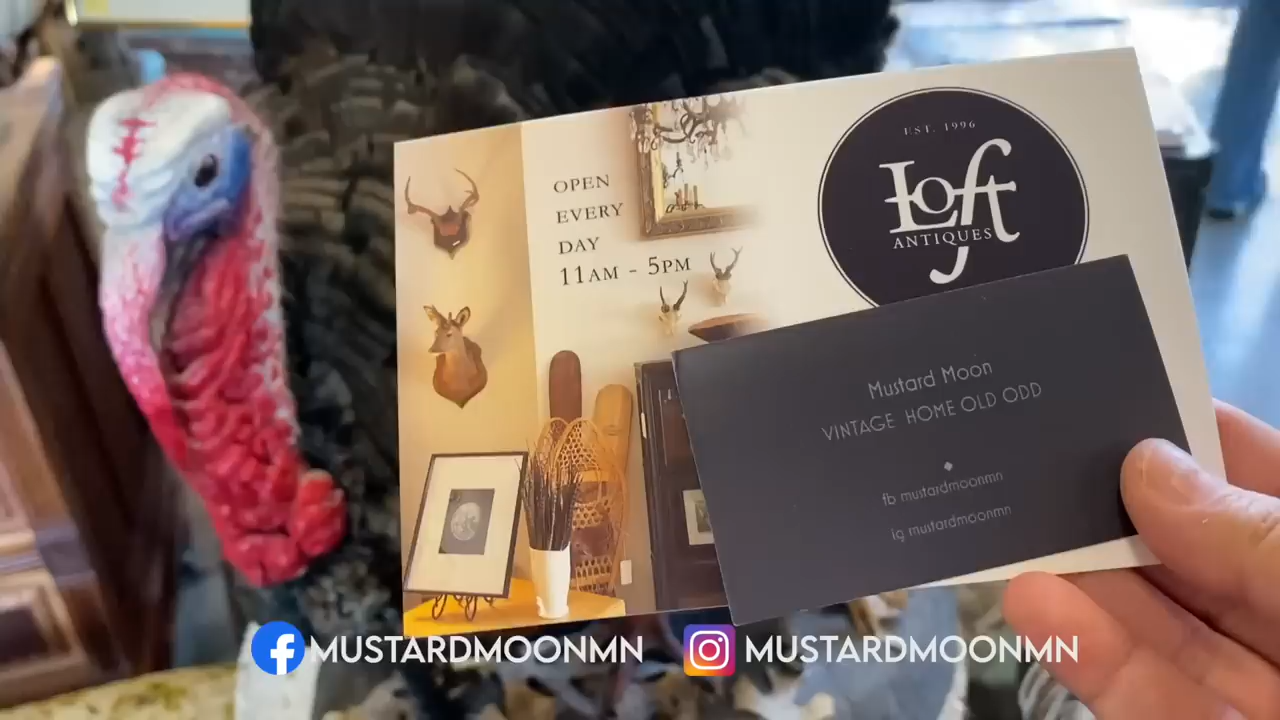 OPEN
EVERY
DAY
11AM - 5PM
EST. 1996
Loft
ANTIQUES
Mustard Moon
VINTAGE HOME OLD ODD
fb mustardmoonmn
ig mustardmoonmn
MUSTARDMOONMN MUSTARDMOONMN